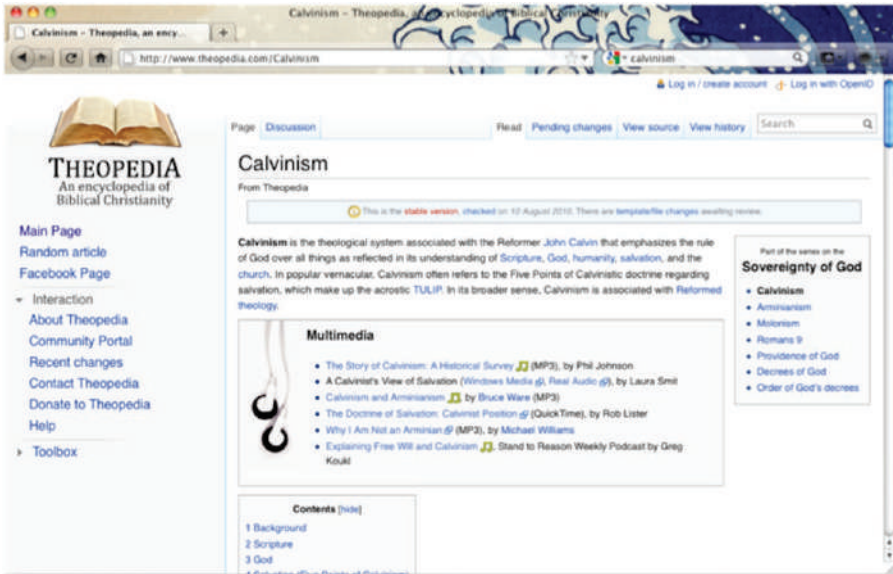 Calvinism – Theopedia, an encyclopedia of Biblical Christianity
Calvinism – Theopedia, an ency...
http://www.theopedia.com/Calvinism
calvinism
Log in / create account Log in with OpenID
THEOPEDIA
An encyclopedia of
Biblical Christianity
Main Page
Random article
Facebook Page
Interaction
About Theopedia
Community Portal
Recent changes
Contact Theopedia
Donate to Theopedia
Help
Toolbox
Page Discussion Read Pending changes View source View history Search
Calvinism
From Theopedia
This is the stable version, checked on 10 August 2010. There are template/file changes awaiting review.
Calvinism is the theological system associated with the Reformer John Calvin that emphasizes the rule
of God over all things as reflected in its understanding of Scripture, God, humanity, salvation, and the
church. In popular vernacular, Calvinism often refers to the Five Points of Calvinistic doctrine regarding
salvation, which make up the acrostic TULIP. In its broader sense, Calvinism is associated with Reformed
theology.
Part of the series on the
Sovereignty of God
• Calvinism
• Arminianism
• Molonism
• Romans 9
• Providence of God
• Decrees of God
• Order of God's decrees
Multimedia
• The Story of Calvinism: A Historical Survey (MP3), by Phil Johnson
• A Calvinist's View of Salvation (Windows Media, Real Audio), by Laura Smit
• Calvinism and Arminianism, by Bruce Ware (MP3)
• The Doctrine of Salvation: Calvinist Position (QuickTime), by Rob Lister
• Why I Am Not an Arminian (MP3), by Michael Williams
• Explaining Free Will and Calvinism, Stand to Reason Weekly Podcast by Greg
Koukl
Contents [hide]
1 Background
2 Scripture
3 God
4 Salvation (Five Points of Calvinism)